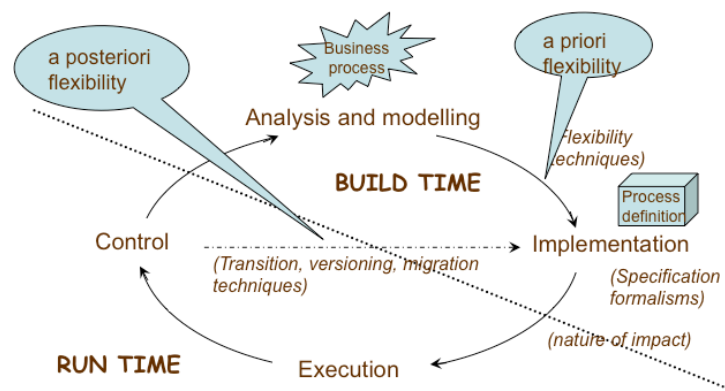 a posteriori
flexibility
Business
process
a priori
flexibility
Analysis and modelling
Flexibility
techniques)
BUILD TIME
Process
definition
Control
Implementation
(Transition, versioning, migration
techniques)
(Specification
formalisms)
(nature of impact)
RUN TIME
Execution